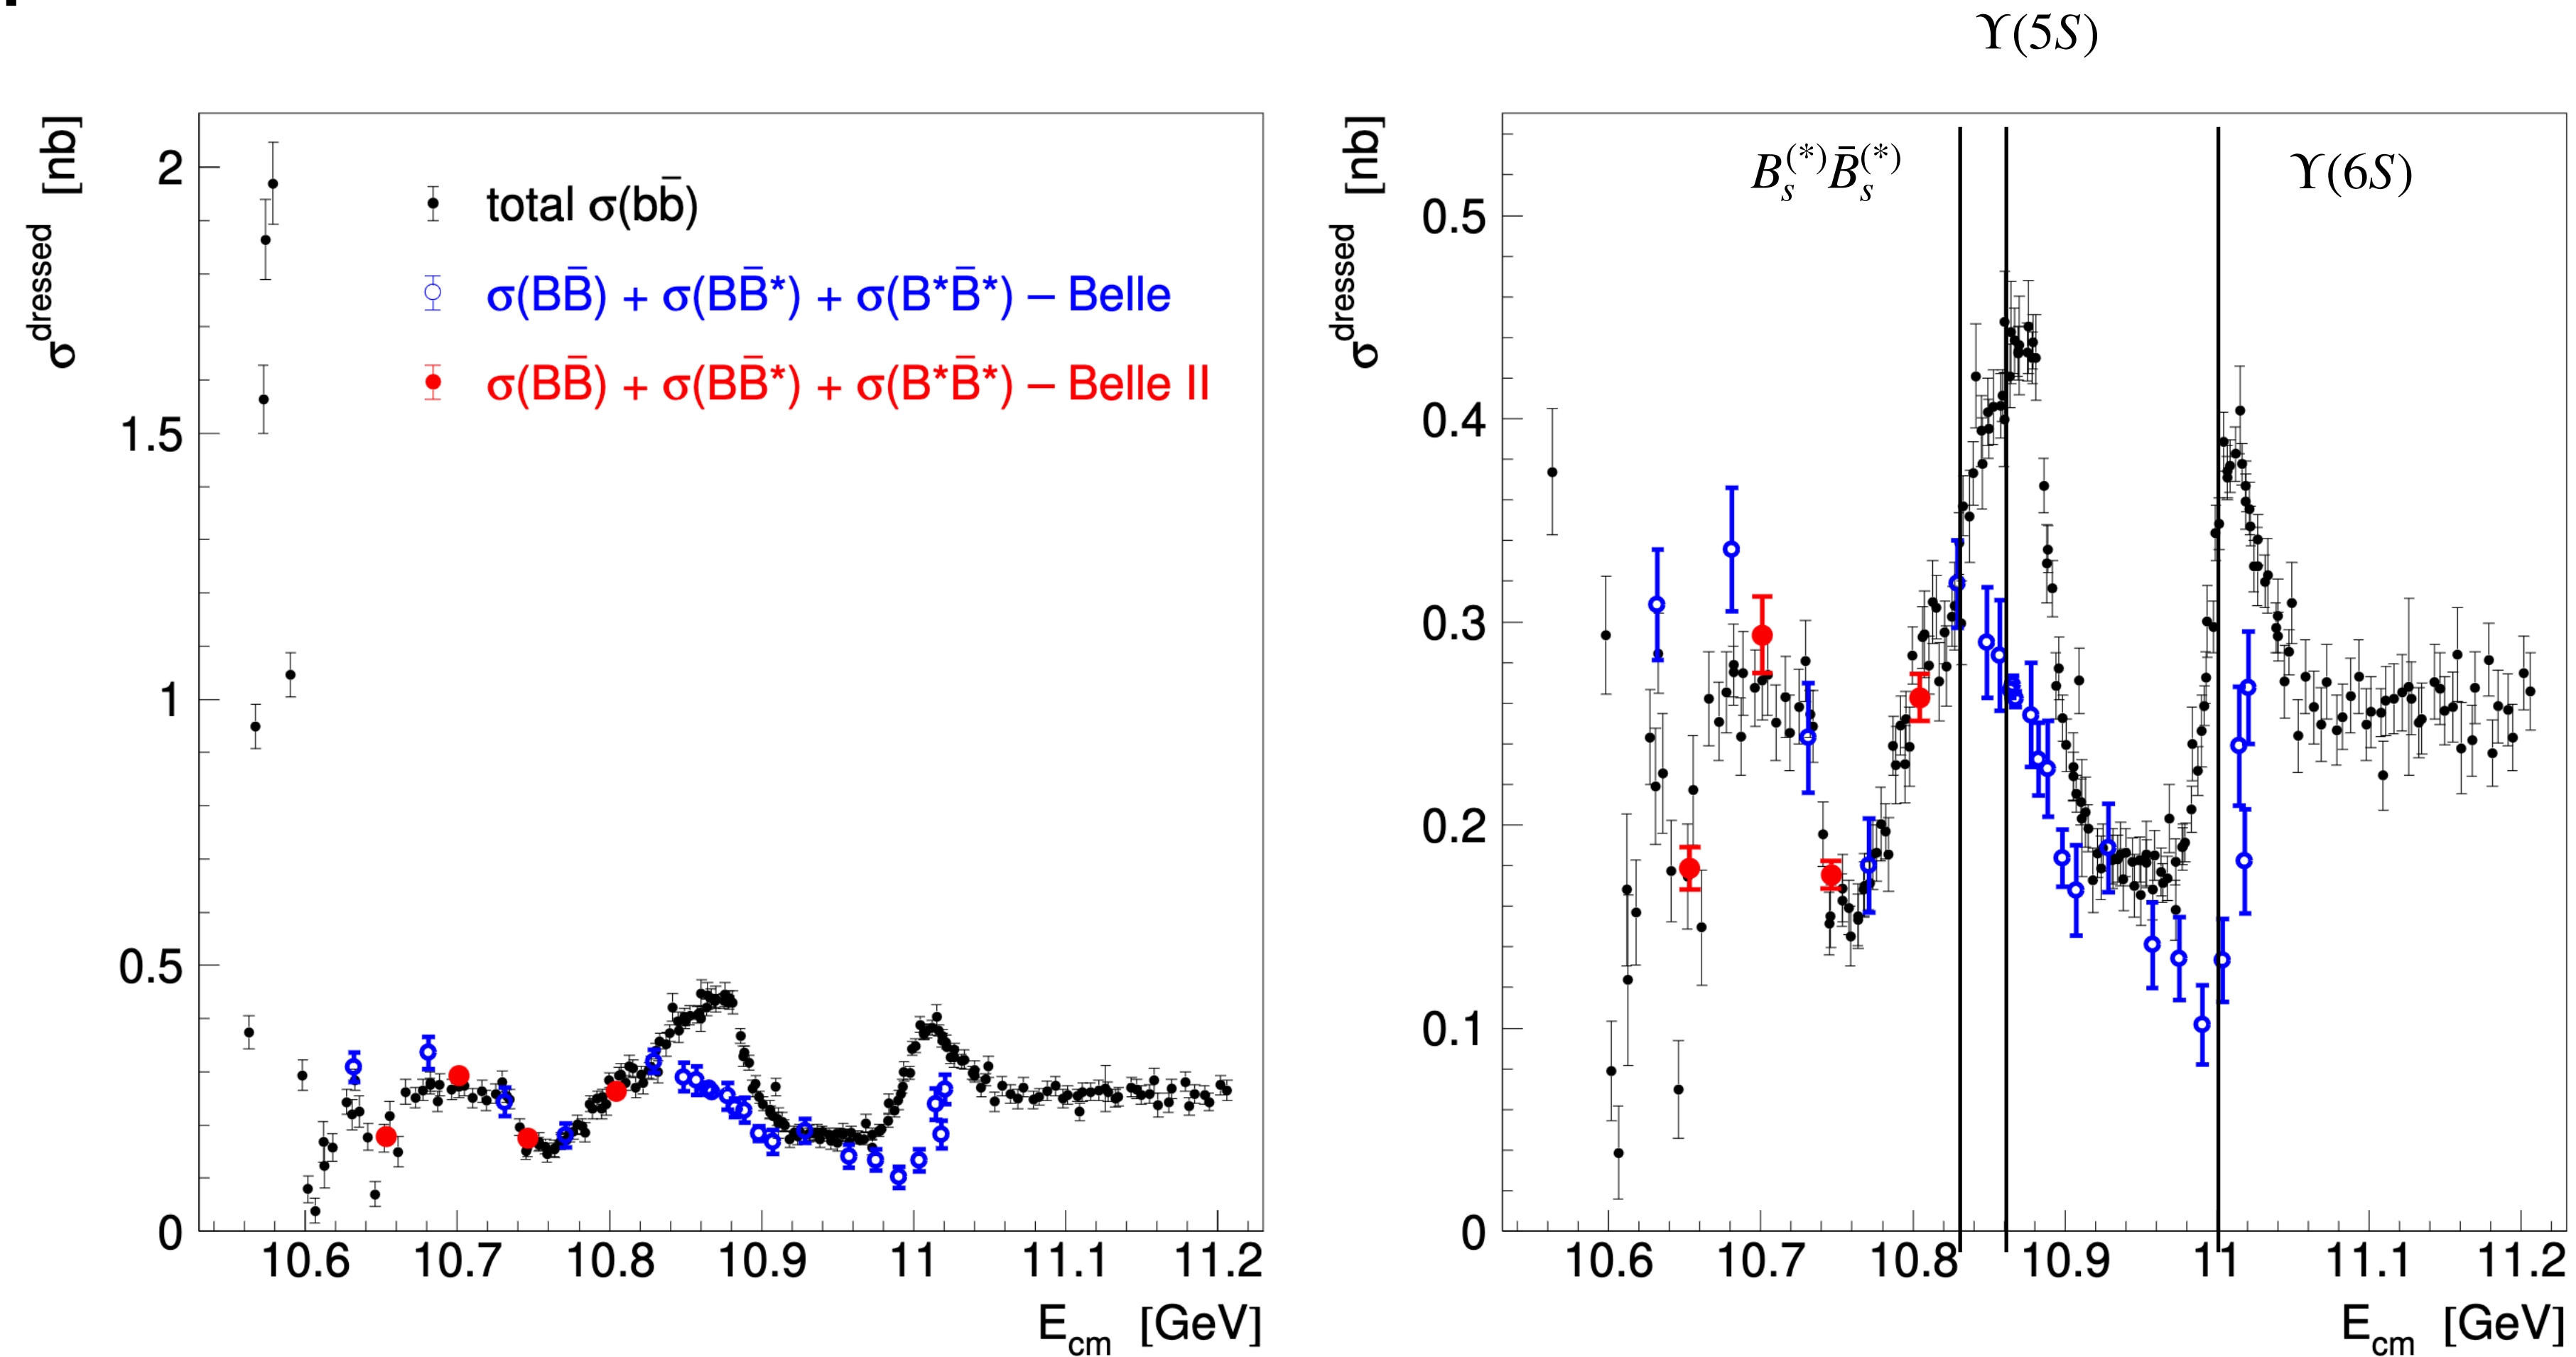 ϒ(5S)
σ^dressed [nb]
2
1.5
1
0.5
0
total σ(bb̄)
σ(BB̄) + σ(BB̄*) + σ(B*B̄*) – Belle
σ(BB̄) + σ(BB̄*) + σ(B*B̄*) – Belle II
10.6 10.7 10.8 10.9 11 11.1 11.2
E_cm [GeV]
σ^dressed [nb]
B_s^(*)B̄_s^(*)
ϒ(6S)
0.5
0.4
0.3
0.2
0.1
0
10.6 10.7 10.8 10.9 11 11.1 11.2
E_cm [GeV]